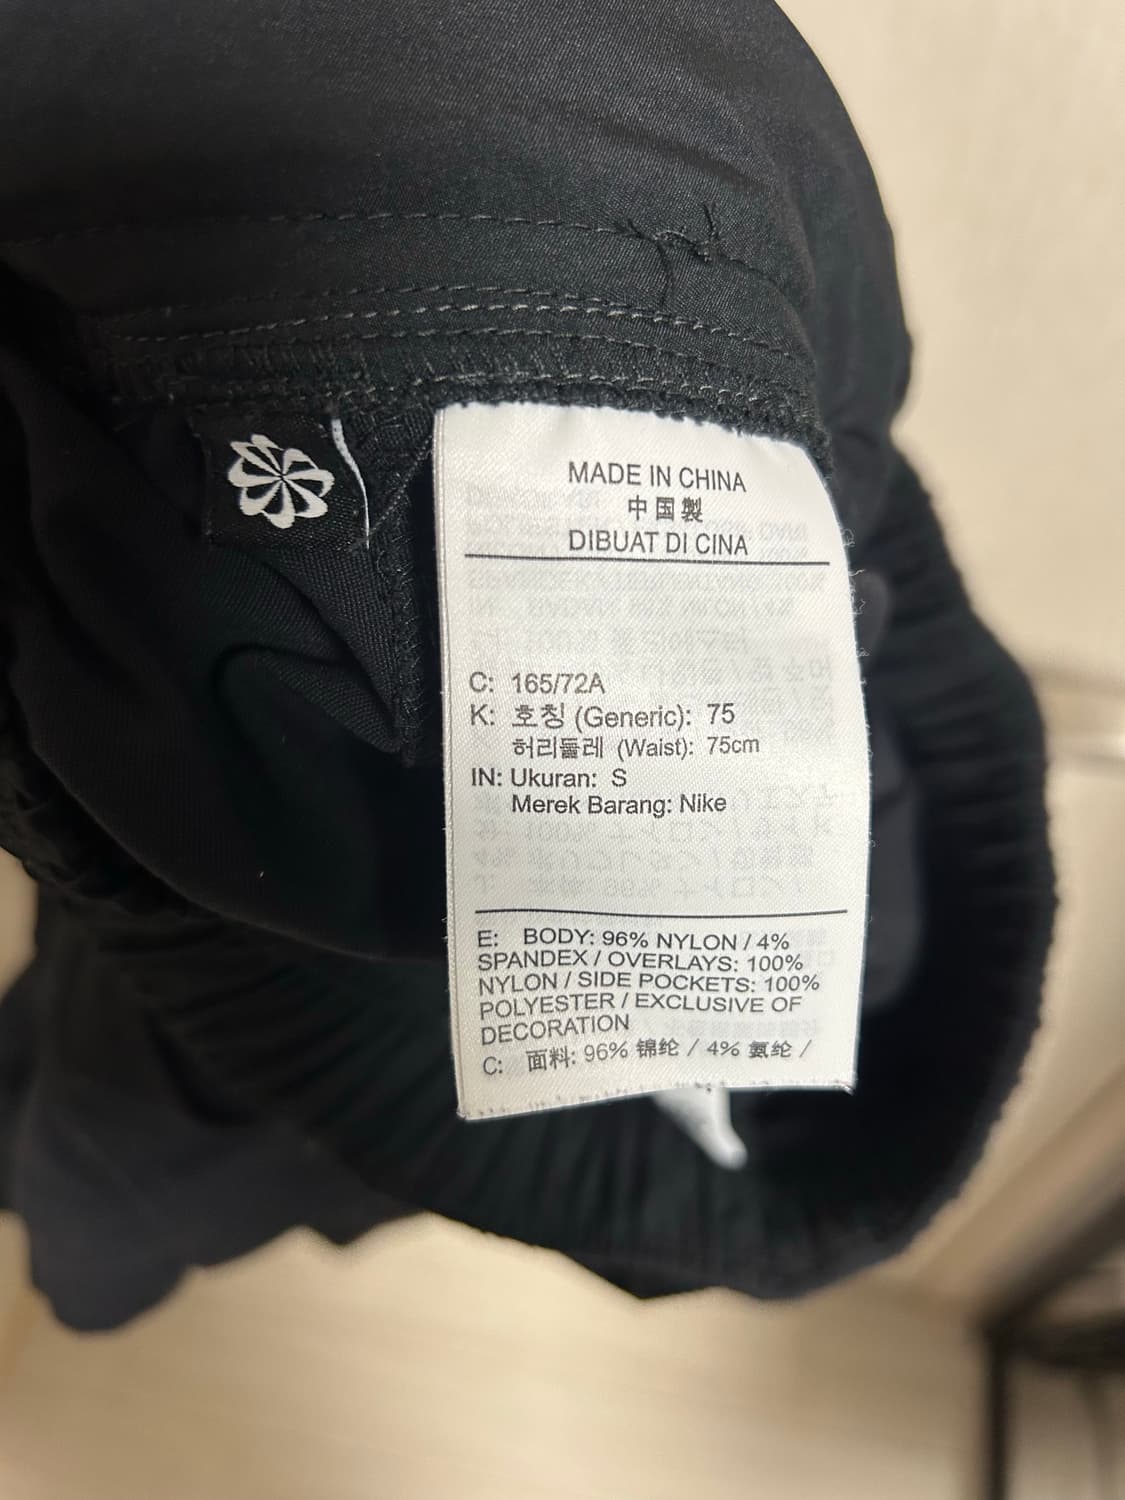 MADE IN CHINA
中国製
DIBUAT DI CINA
C: 165/72A
K: 호칭 (Generic): 75
허리둘레 (Waist): 75cm
IN: Ukuran: S
Merek Barang: Nike
E: BODY: 96% NYLON / 4%
SPANDEX / OVERLAYS: 100%
NYLON / SIDE POCKETS: 100%
POLYESTER / EXCLUSIVE OF
DECORATION
C: 面料: 96% 锦纶 / 4% 氨纶 /